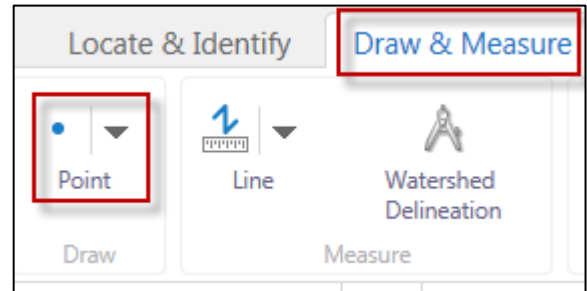 Locate & Identify Draw & Measure
Point Line Watershed
Delineation
Draw Measure